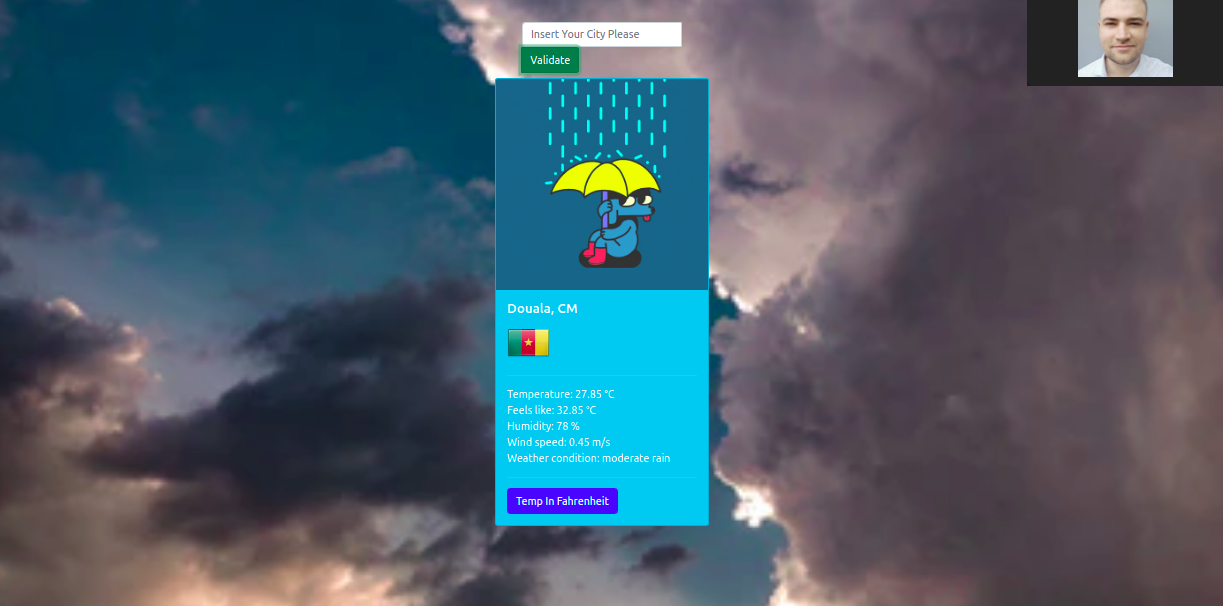 Insert Your City Please
Validate
Douala, CM
Temperature: 27.85 °C
Feels like: 32.85 °C
Humidity: 78 %
Wind speed: 0.45 m/s
Weather condition: moderate rain
Temp In Fahrenheit